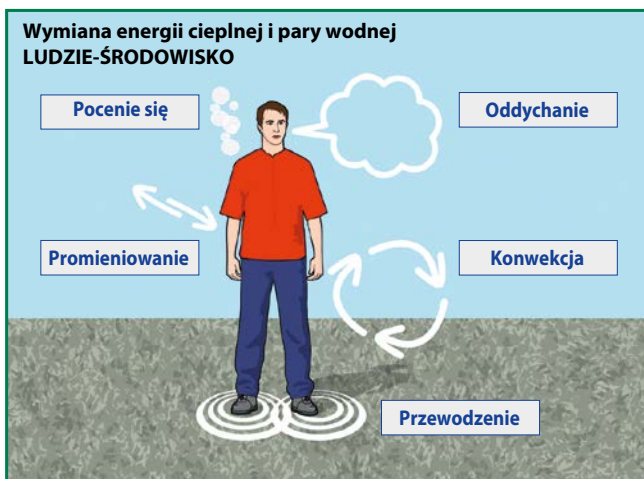 Wymiana energii cieplnej i pary wodnej
LUDZIE-ŚRODOWISKO
Pocenie się
Oddychanie
Promieniowanie
Konwekcja
Przewodzenie